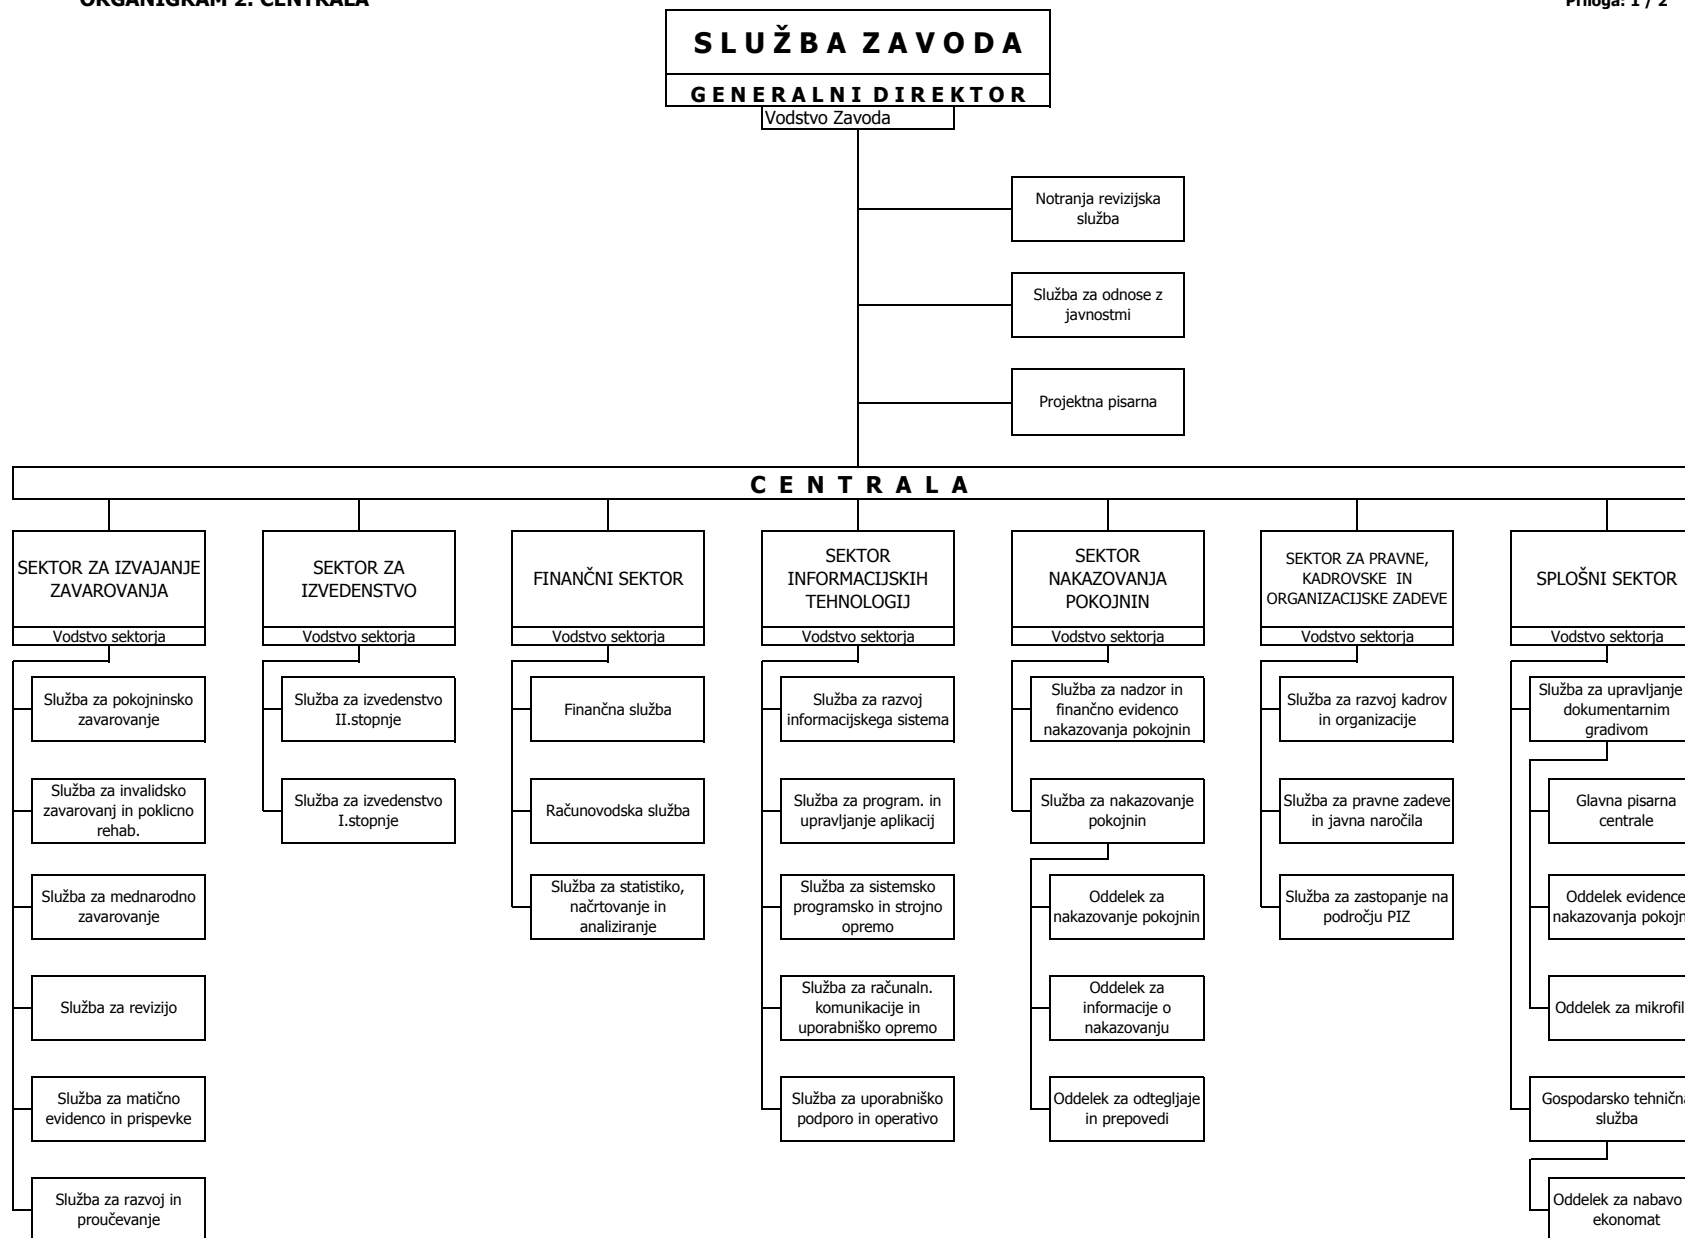 ORGANIGRAM 2: CENTRALA
Priloga: 1 / 2
SLUŽBA ZAVODA
GENERALNI DIREKTOR
Vodstvo Zavoda
Notranja revizijska
služba
Služba za odnose z
javnostmi
Projektna pisarna
CENTRALA
SEKTOR ZA IZVAJANJE
ZAVAROVANJA
Vodstvo sektorja
Služba za pokojninsko
zavarovanje
Služba za invalidsko
zavarovanj in poklicno
rehab.
Služba za mednarodno
zavarovanje
Služba za revizijo
Služba za matično
evidenco in prispevke
Služba za razvoj in
proučevanje
SEKTOR ZA
IZVEDENSTVO
Vodstvo sektorja
Služba za izvedenstvo
II.stopnje
Služba za izvedenstvo
I.stopnje
FINANČNI SEKTOR
Vodstvo sektorja
Finančna služba
Računovodska služba
Služba za statistiko,
načrtovanje in
analiziranje
SEKTOR
INFORMACIJSKIH
TEHNOLOGIJ
Vodstvo sektorja
Služba za razvoj
informacijskega sistema
Služba za program. in
upravljanje aplikacij
Služba za sistemsko
programsko in strojno
opremo
Služba za računaln.
komunikacije in
uporabniško opremo
Služba za uporabniško
podporo in operativo
SEKTOR
NAKAZOVANJA
POKOJNIN
Vodstvo sektorja
Služba za nadzor in
finančno evidenco
nakazovanja pokojnin
Služba za nakazovanje
pokojnin
Oddelek za
nakazovanje pokojnin
Oddelek za
informacije o
nakazovanju
Oddelek za odtegljaje
in prepovedi
SEKTOR ZA PRAVNE,
KADROVSKE IN
ORGANIZACIJSKE ZADEVE
Vodstvo sektorja
Služba za razvoj kadrov
in organizacije
Služba za pravne zadeve
in javna naročila
Služba za zastopanje na
področju PIZ
SPLOŠNI SEKTOR
Vodstvo sektorja
Služba za upravljanje
dokumentarnim
gradivom
Glavna pisarna
centrale
Oddelek evidence
nakazovanja pokojn
Oddelek za mikrofil
Gospodarsko tehničn
služba
Oddelek za nabavo
ekonomat